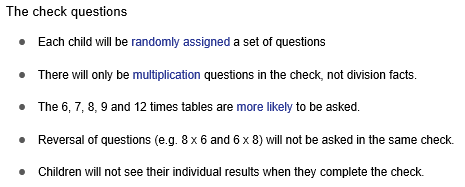 The check questions
● Each child will be randomly assigned a set of questions
● There will only be multiplication questions in the check, not division facts.
● The 6, 7, 8, 9 and 12 times tables are more likely to be asked.
● Reversal of questions (e.g. 8 x 6 and 6 x 8) will not be asked in the same check.
● Children will not see their individual results when they complete the check.